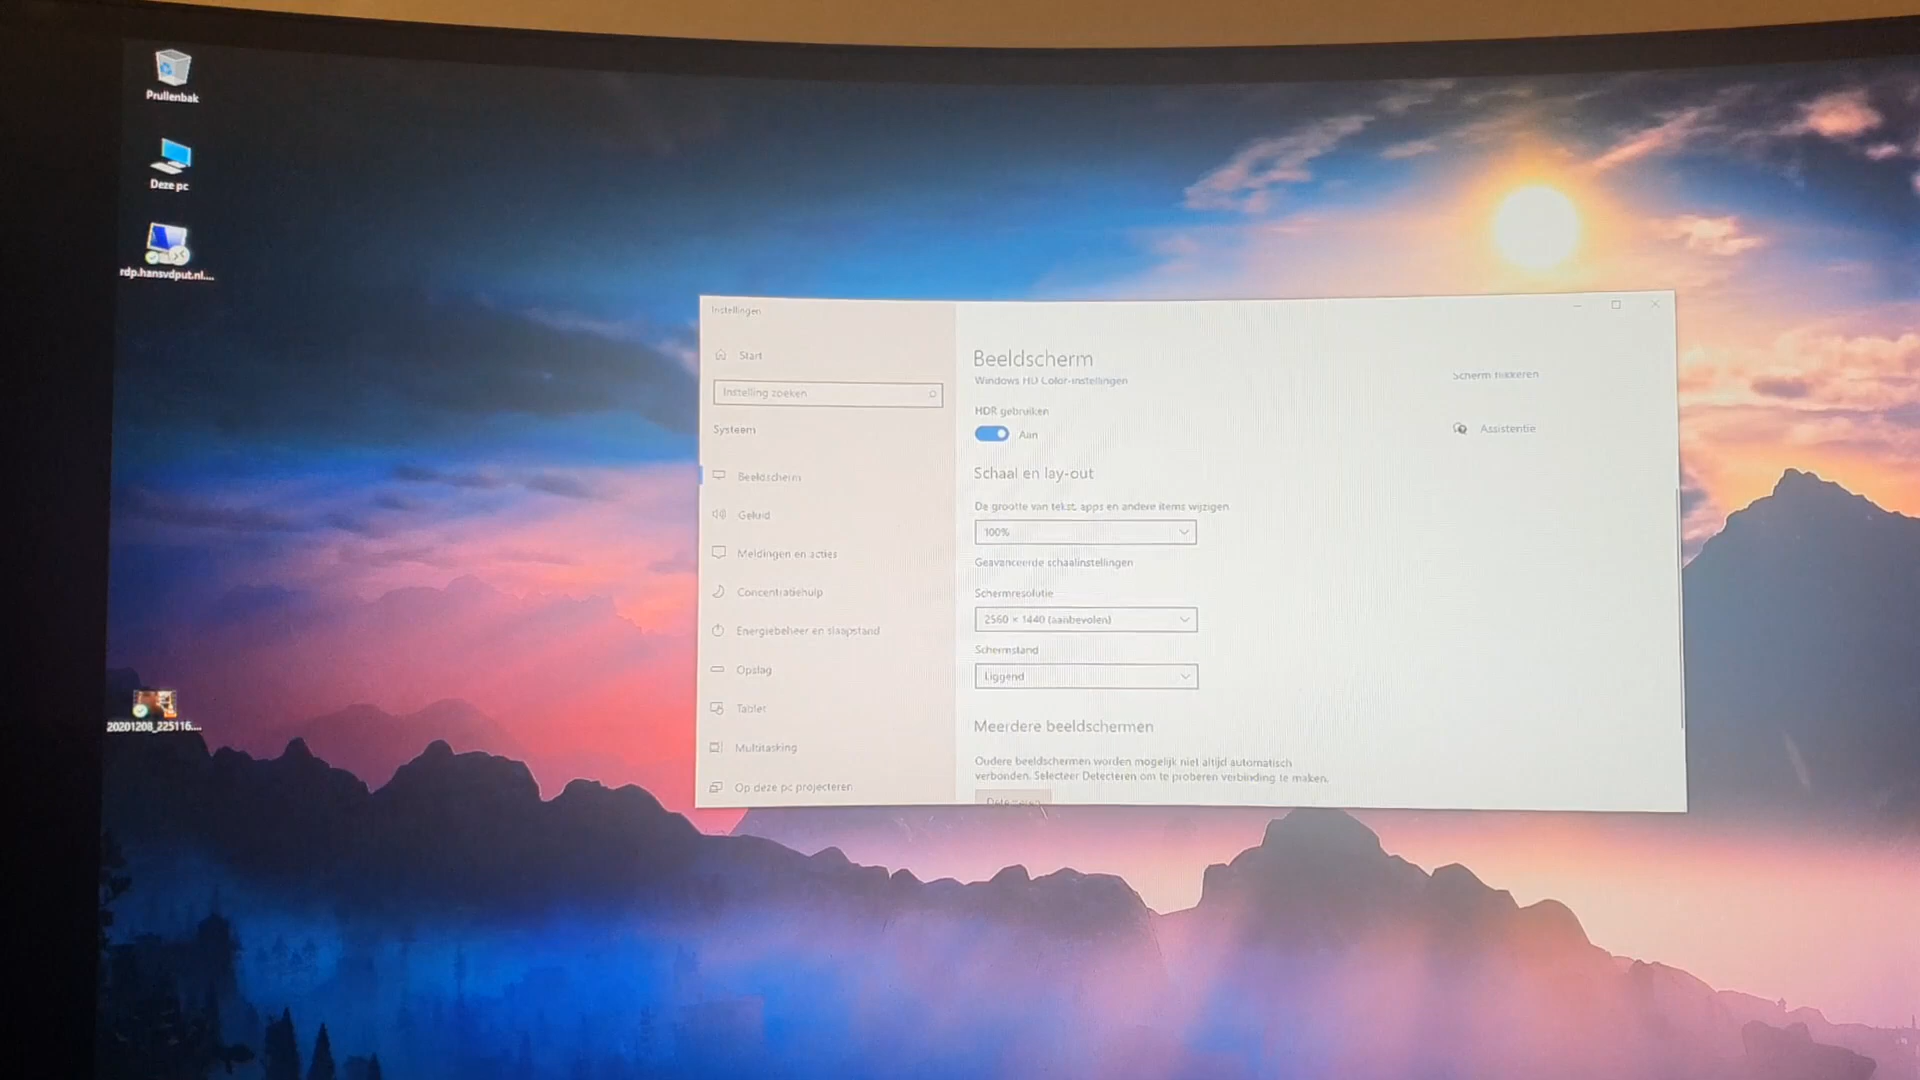 Prullenbak
Deze pc
rdp.hansvdput.nl....
20201208_225116....
Instellingen
Start
Instelling zoeken
Systeem
Beeldscherm
Geluid
Meldingen en acties
Concentratiehulp
Energiebeheer en slaapstand
Opslag
Tablet
Multitasking
Op deze pc projecteren
Beeldscherm
Windows HD Color-instellingen
HDR gebruiken
Aan
Schaal en lay-out
De grootte van tekst, apps en andere items wijzigen
100%
Geavanceerde schaalinstellingen
Schermresolutie
2560 × 1440 (aanbevolen)
Schermstand
Liggend
Meerdere beeldschermen
Oudere beeldschermen worden mogelijk niet altijd automatisch
verbonden. Selecteer Detecteren om te proberen verbinding te maken.
Detecteren
Scherm
Assistentie